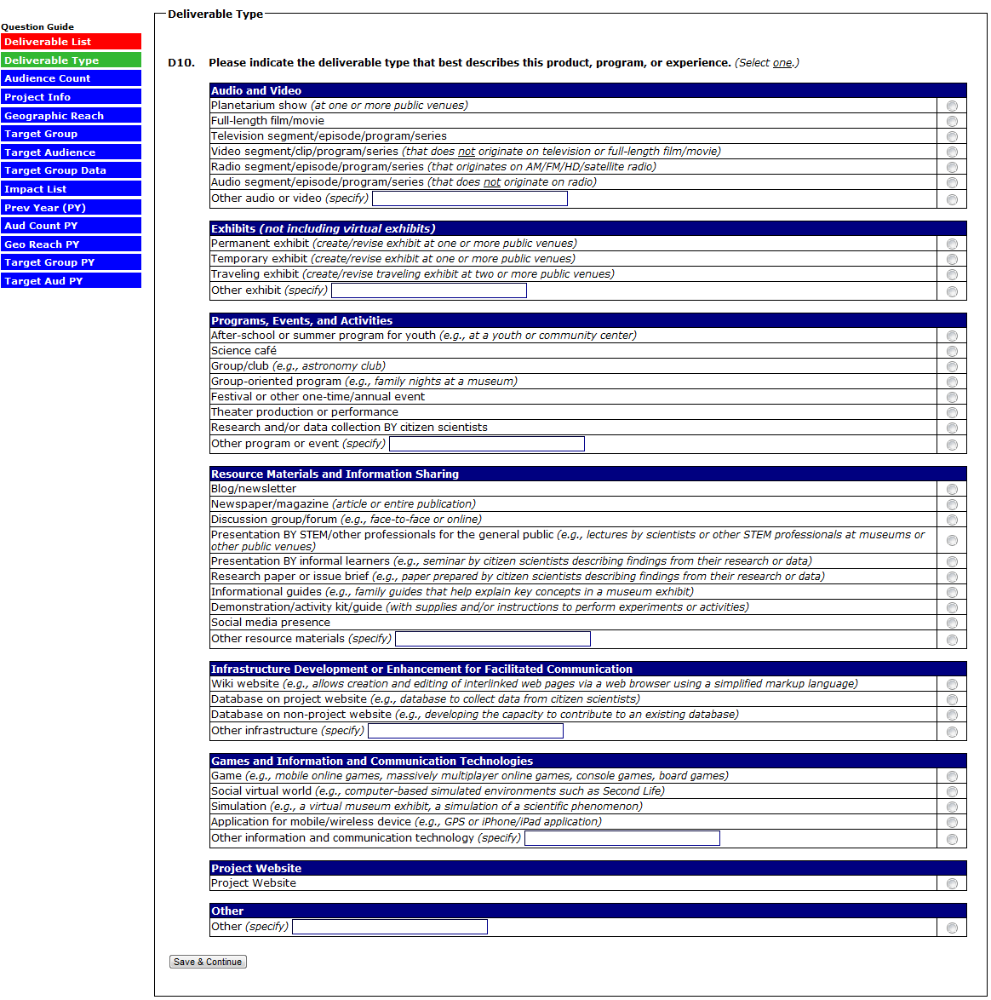 Question Guide
Deliverable List
Deliverable Type
Audience Count
Project Info
Geographic Reach
Target Group
Target Audience
Target Group Data
Impact List
Prev Year (PY)
Aud Count PY
Geo Reach PY
Target Group PY
Target Aud PY
Deliverable Type
D10. Please indicate the deliverable type that best describes this product, program, or experience. (Select one.)
Audio and Video
Planetarium show (at one or more public venues)
Full-length film/movie
Television segment/episode/program/series
Video segment/clip/program/series (that does not originate on television or full-length film/movie)
Radio segment/episode/program/series (that originates on AM/FM/HD/satellite radio)
Audio segment/episode/program/series (that does not originate on radio)
Other audio or video (specify)
Exhibits (not including virtual exhibits)
Permanent exhibit (create/revise exhibit at one or more public venues)
Temporary exhibit (create/revise exhibit at one or more public venues)
Traveling exhibit (create/revise traveling exhibit at two or more public venues)
Other exhibit (specify)
Programs, Events, and Activities
After-school or summer program for youth (e.g., at a youth or community center)
Science café
Group/club (e.g., astronomy club)
Group-oriented program (e.g., family nights at a museum)
Festival or other one-time/annual event
Theater production or performance
Research and/or data collection BY citizen scientists
Other program or event (specify)
Resource Materials and Information Sharing
Blog/newsletter
Newspaper/magazine (article or entire publication)
Discussion group/forum (e.g., face-to-face or online)
Presentation BY STEM/other professionals for the general public (e.g., lectures by scientists or other STEM professionals at museums or
other public venues)
Presentation BY informal learners (e.g., seminar by citizen scientists describing findings from their research or data)
Research paper or issue brief (e.g., paper prepared by citizen scientists describing findings from their research or data)
Informational guides (e.g., family guides that help explain key concepts in a museum exhibit)
Demonstration/activity kit/guide (with supplies and/or instructions to perform experiments or activities)
Social media presence
Other resource materials (specify)
Infrastructure Development or Enhancement for Facilitated Communication
Wiki website (e.g., allows creation and editing of interlinked web pages via a web browser using a simplified markup language)
Database on project website (e.g., database to collect data from citizen scientists)
Database on non-project website (e.g., developing the capacity to contribute to an existing database)
Other infrastructure (specify)
Games and Information and Communication Technologies
Game (e.g., mobile online games, massively multiplayer online games, console games, board games)
Social virtual world (e.g., computer-based simulated environments such as Second Life)
Simulation (e.g., a virtual museum exhibit, a simulation of a scientific phenomenon)
Application for mobile/wireless device (e.g., GPS or iPhone/iPad application)
Other information and communication technology (specify)
Project Website
Project Website
Other
Other (specify)
Save & Continue